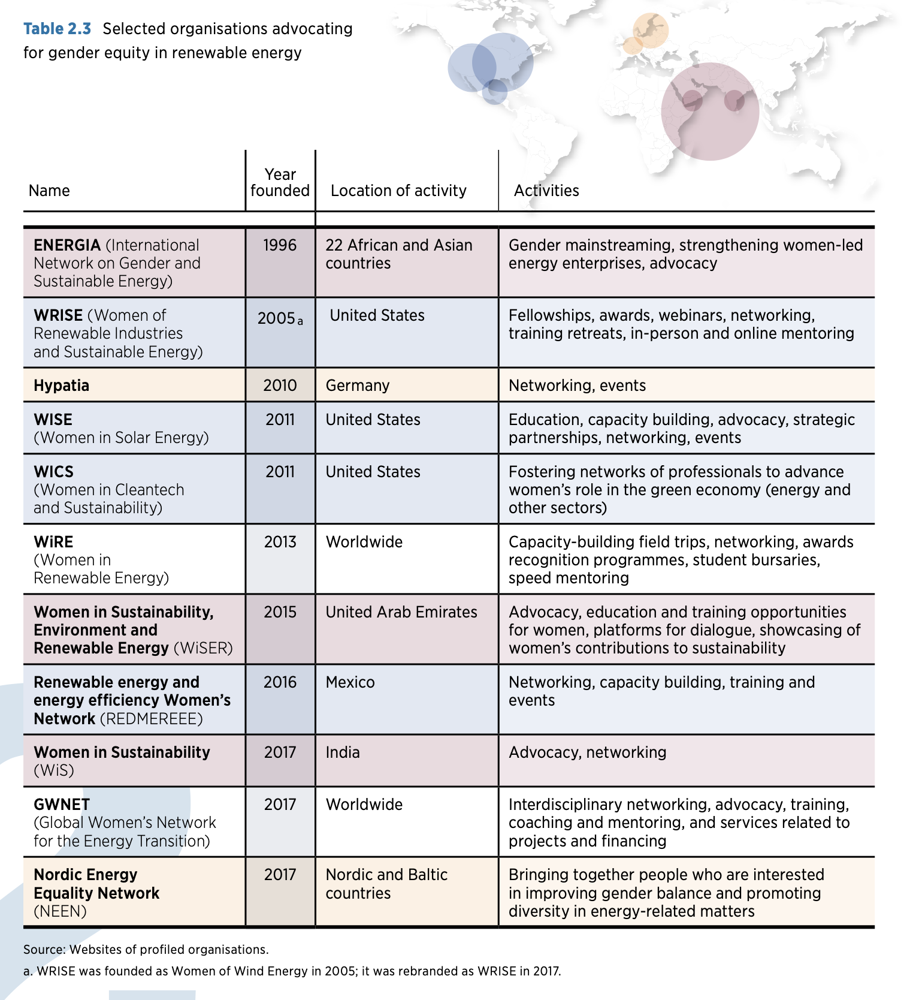 Table 2.3 Selected organisations advocating
for gender equity in renewable energy
Name
Year
founded
Location of activity
Activities
ENERGIA (International
Network on Gender and
Sustainable Energy)
1996
22 African and Asian
countries
Gender mainstreaming, strengthening women-led
energy enterprises, advocacy
WRISE (Women of
Renewable Industries
and Sustainable Energy)
2005 a
United States
Fellowships, awards, webinars, networking,
training retreats, in-person and online mentoring
Hypatia
2010
Germany
Networking, events
WISE
(Women in Solar Energy)
2011
United States
Education, capacity building, advocacy, strategic
partnerships, networking, events
WICS
(Women in Cleantech
and Sustainability)
2011
United States
Fostering networks of professionals to advance
women’s role in the green economy (energy and
other sectors)
WiRE
(Women in
Renewable Energy)
2013
Worldwide
Capacity-building field trips, networking, awards
recognition programmes, student bursaries,
speed mentoring
Women in Sustainability,
Environment and
Renewable Energy (WiSER)
2015
United Arab Emirates
Advocacy, education and training opportunities
for women, platforms for dialogue, showcasing of
women’s contributions to sustainability
Renewable energy and
energy efficiency Women’s
Network (REDMEREEE)
2016
Mexico
Networking, capacity building, training and
events
Women in Sustainability
(WiS)
2017
India
Advocacy, networking
GWNET
(Global Women’s Network
for the Energy Transition)
2017
Worldwide
Interdisciplinary networking, advocacy, training,
coaching and mentoring, and services related to
projects and financing
Nordic Energy
Equality Network
(NEEN)
2017
Nordic and Baltic
countries
Bringing together people who are interested
in improving gender balance and promoting
diversity in energy-related matters
Source: Websites of profiled organisations.
a. WRISE was founded as Women of Wind Energy in 2005; it was rebranded as WRISE in 2017.